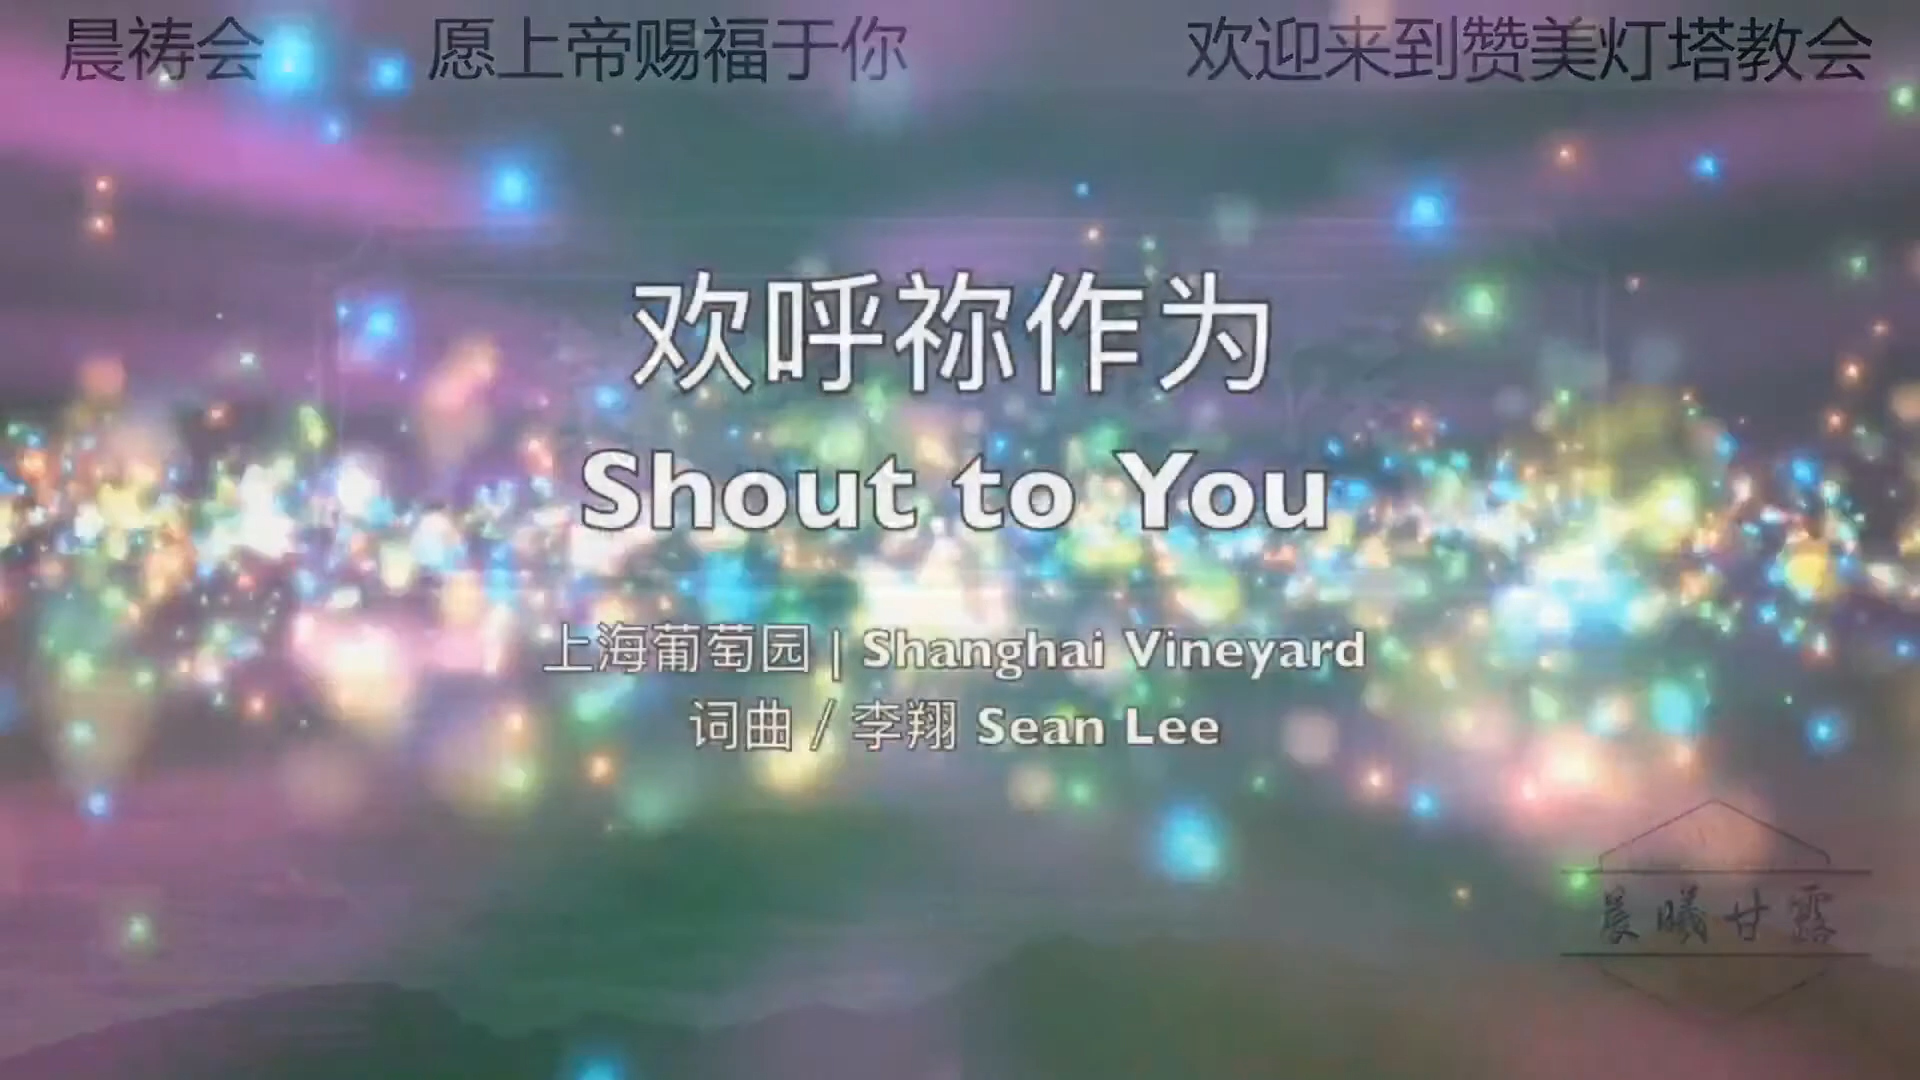 晨祷会 愿上帝赐福于你 欢迎来到赞美灯塔教会
欢呼祢作为
Shout to You
上海葡萄园 | Shanghai Vineyard
词曲 / 李翔 Sean Lee
晨曦甘露